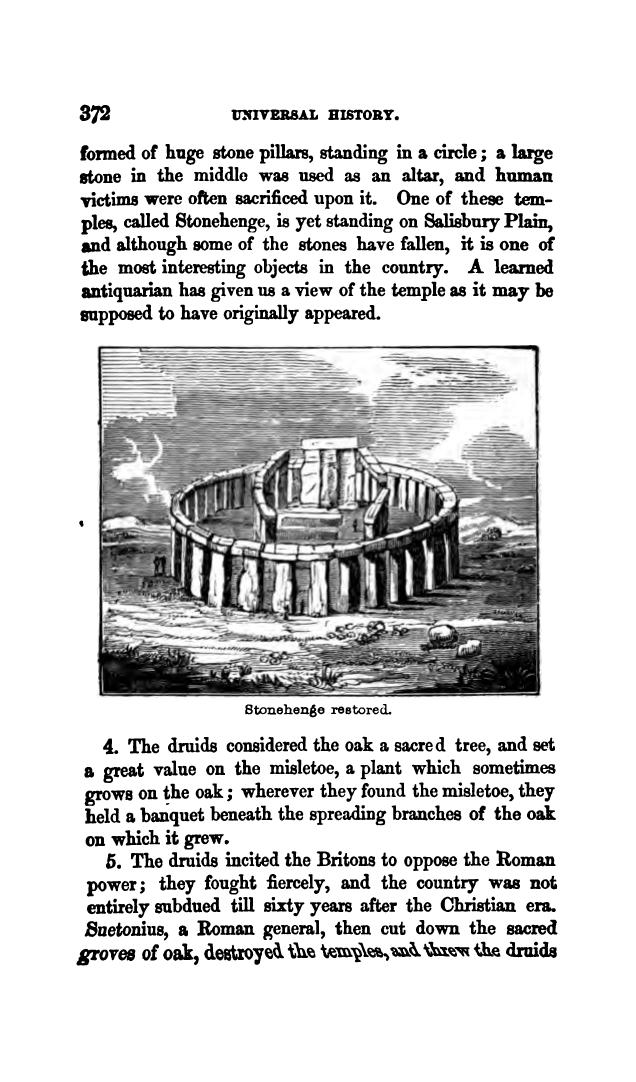 372 UNIVERSAL HISTORY.
formed of huge stone pillars, standing in a circle; a large
stone in the middle was used as an altar, and human
victims were often sacrificed upon it. One of these tem-
ples, called Stonehenge, is yet standing on Salisbury Plain,
and although some of the stones have fallen, it is one of
the most interesting objects in the country. A learned
antiquarian has given us a view of the temple as it may be
supposed to have originally appeared.
Stonehenge restored.
4. The druids considered the oak a sacred tree, and set
a great value on the misletoe, a plant which sometimes
grows on the oak; wherever they found the misletoe, they
held a banquet beneath the spreading branches of the oak
on which it grew.
5. The druids incited the Britons to oppose the Roman
power; they fought fiercely, and the country was not
entirely subdued till sixty years after the Christian era.
Suetonius, a Roman general, then cut down the sacred
groves of oak, destroyed the temples, and threw the druids